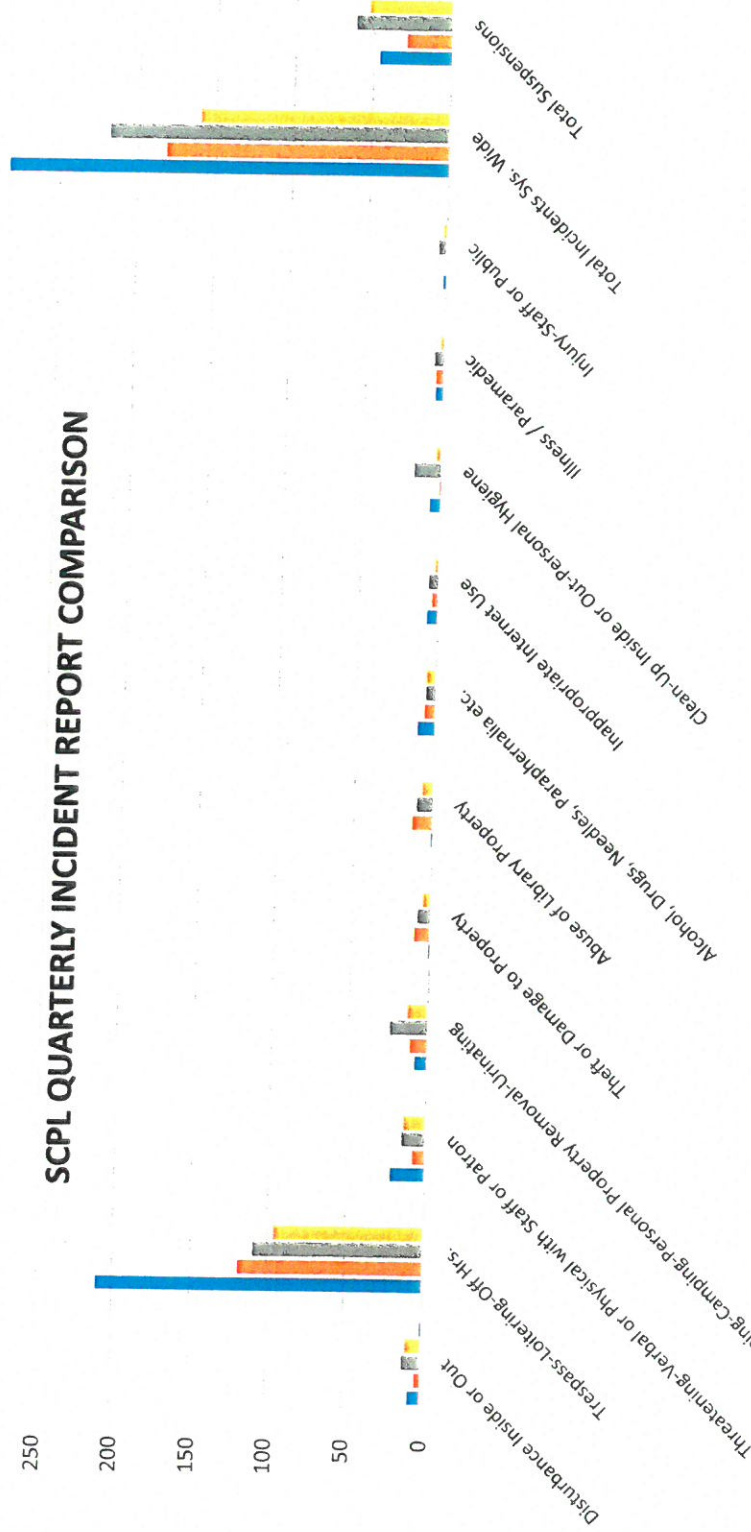 SCPL QUARTERLY INCIDENT REPORT COMPARISON
250
200
150
100
50
0
Disturbance Inside or Out
Trespass-Loitering-Off Hrs.
Threatening-Verbal or Physical with Staff or Patron
-Camping-Personal Property Removal-Urinating
Theft or Damage to Property
Abuse of Library Property
Alcohol, Drugs, Needles, Paraphernalia etc.
Inappropriate Internet Use
Clean-Up Inside or Out-Personal Hygiene
Illness / Paramedic
Injury-Staff or Public
Total Incidents Sys. Wide
Total Suspensions